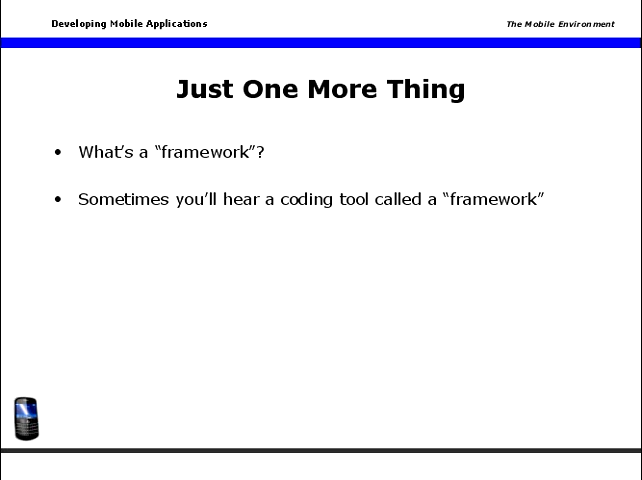 Developing Mobile Applications
The Mobile Environment
Just One More Thing
• What’s a “framework”?
• Sometimes you’ll hear a coding tool called a “framework”